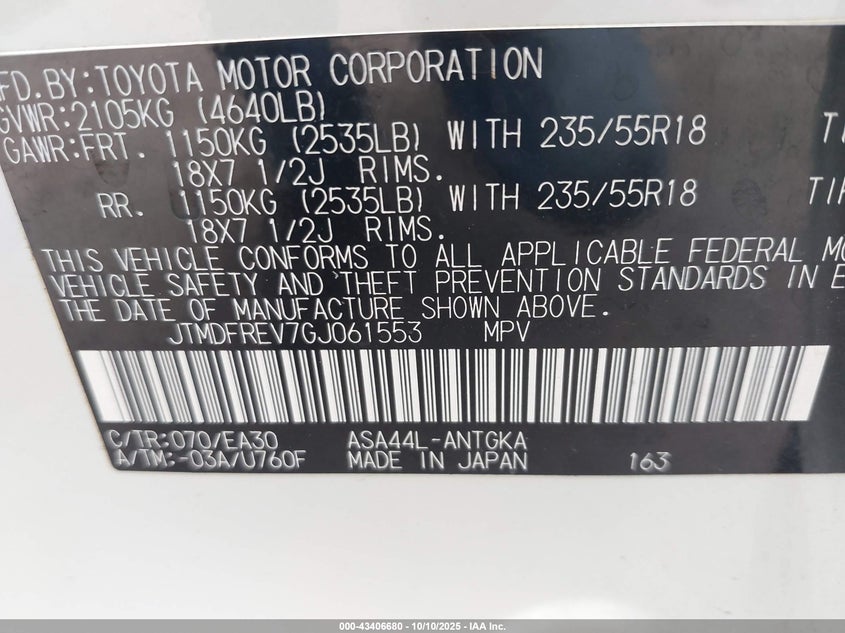 FD.BY:TOYOTA MOTOR CORPORATION
GVWR:2105KG (4640LB)
GAWR:FRT. 1150KG (2535LB) WITH 235/55R18
18X7 1/2J RIMS.
RR. 1150KG (2535LB) WITH 235/55R18
18X7 1/2J RIMS.
THIS VEHICLE CONFORMS TO ALL APPLICABLE FEDERAL MO
VEHICLE SAFETY AND THEFT PREVENTION STANDARDS IN E
THE DATE OF MANUFACTURE SHOWN ABOVE.
JTMDFREV7GJ061553 MPV
C/TR:070/EA30 ASA44L-ANTGKA
A/TM:-03A/U760F MADE IN JAPAN 163
000-43406680 - 10/10/2025 - IAA Inc.